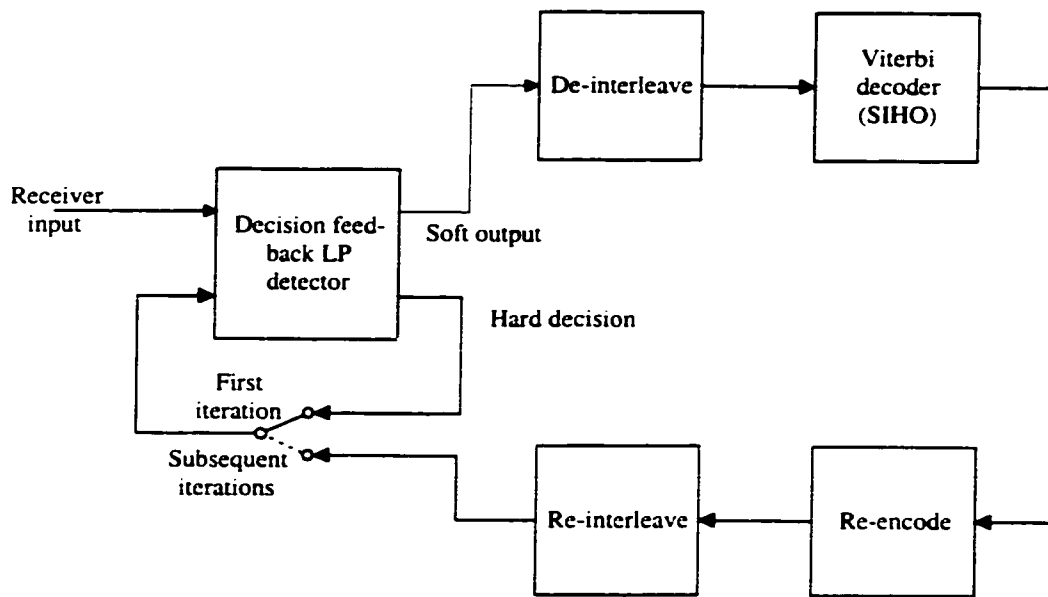 De-interleave
Viterbi
decoder
(SIHO)
Receiver
input
Decision feed-
back LP
detector
Soft output
Hard decision
First
iteration
Subsequent
iterations
Re-interleave
Re-encode